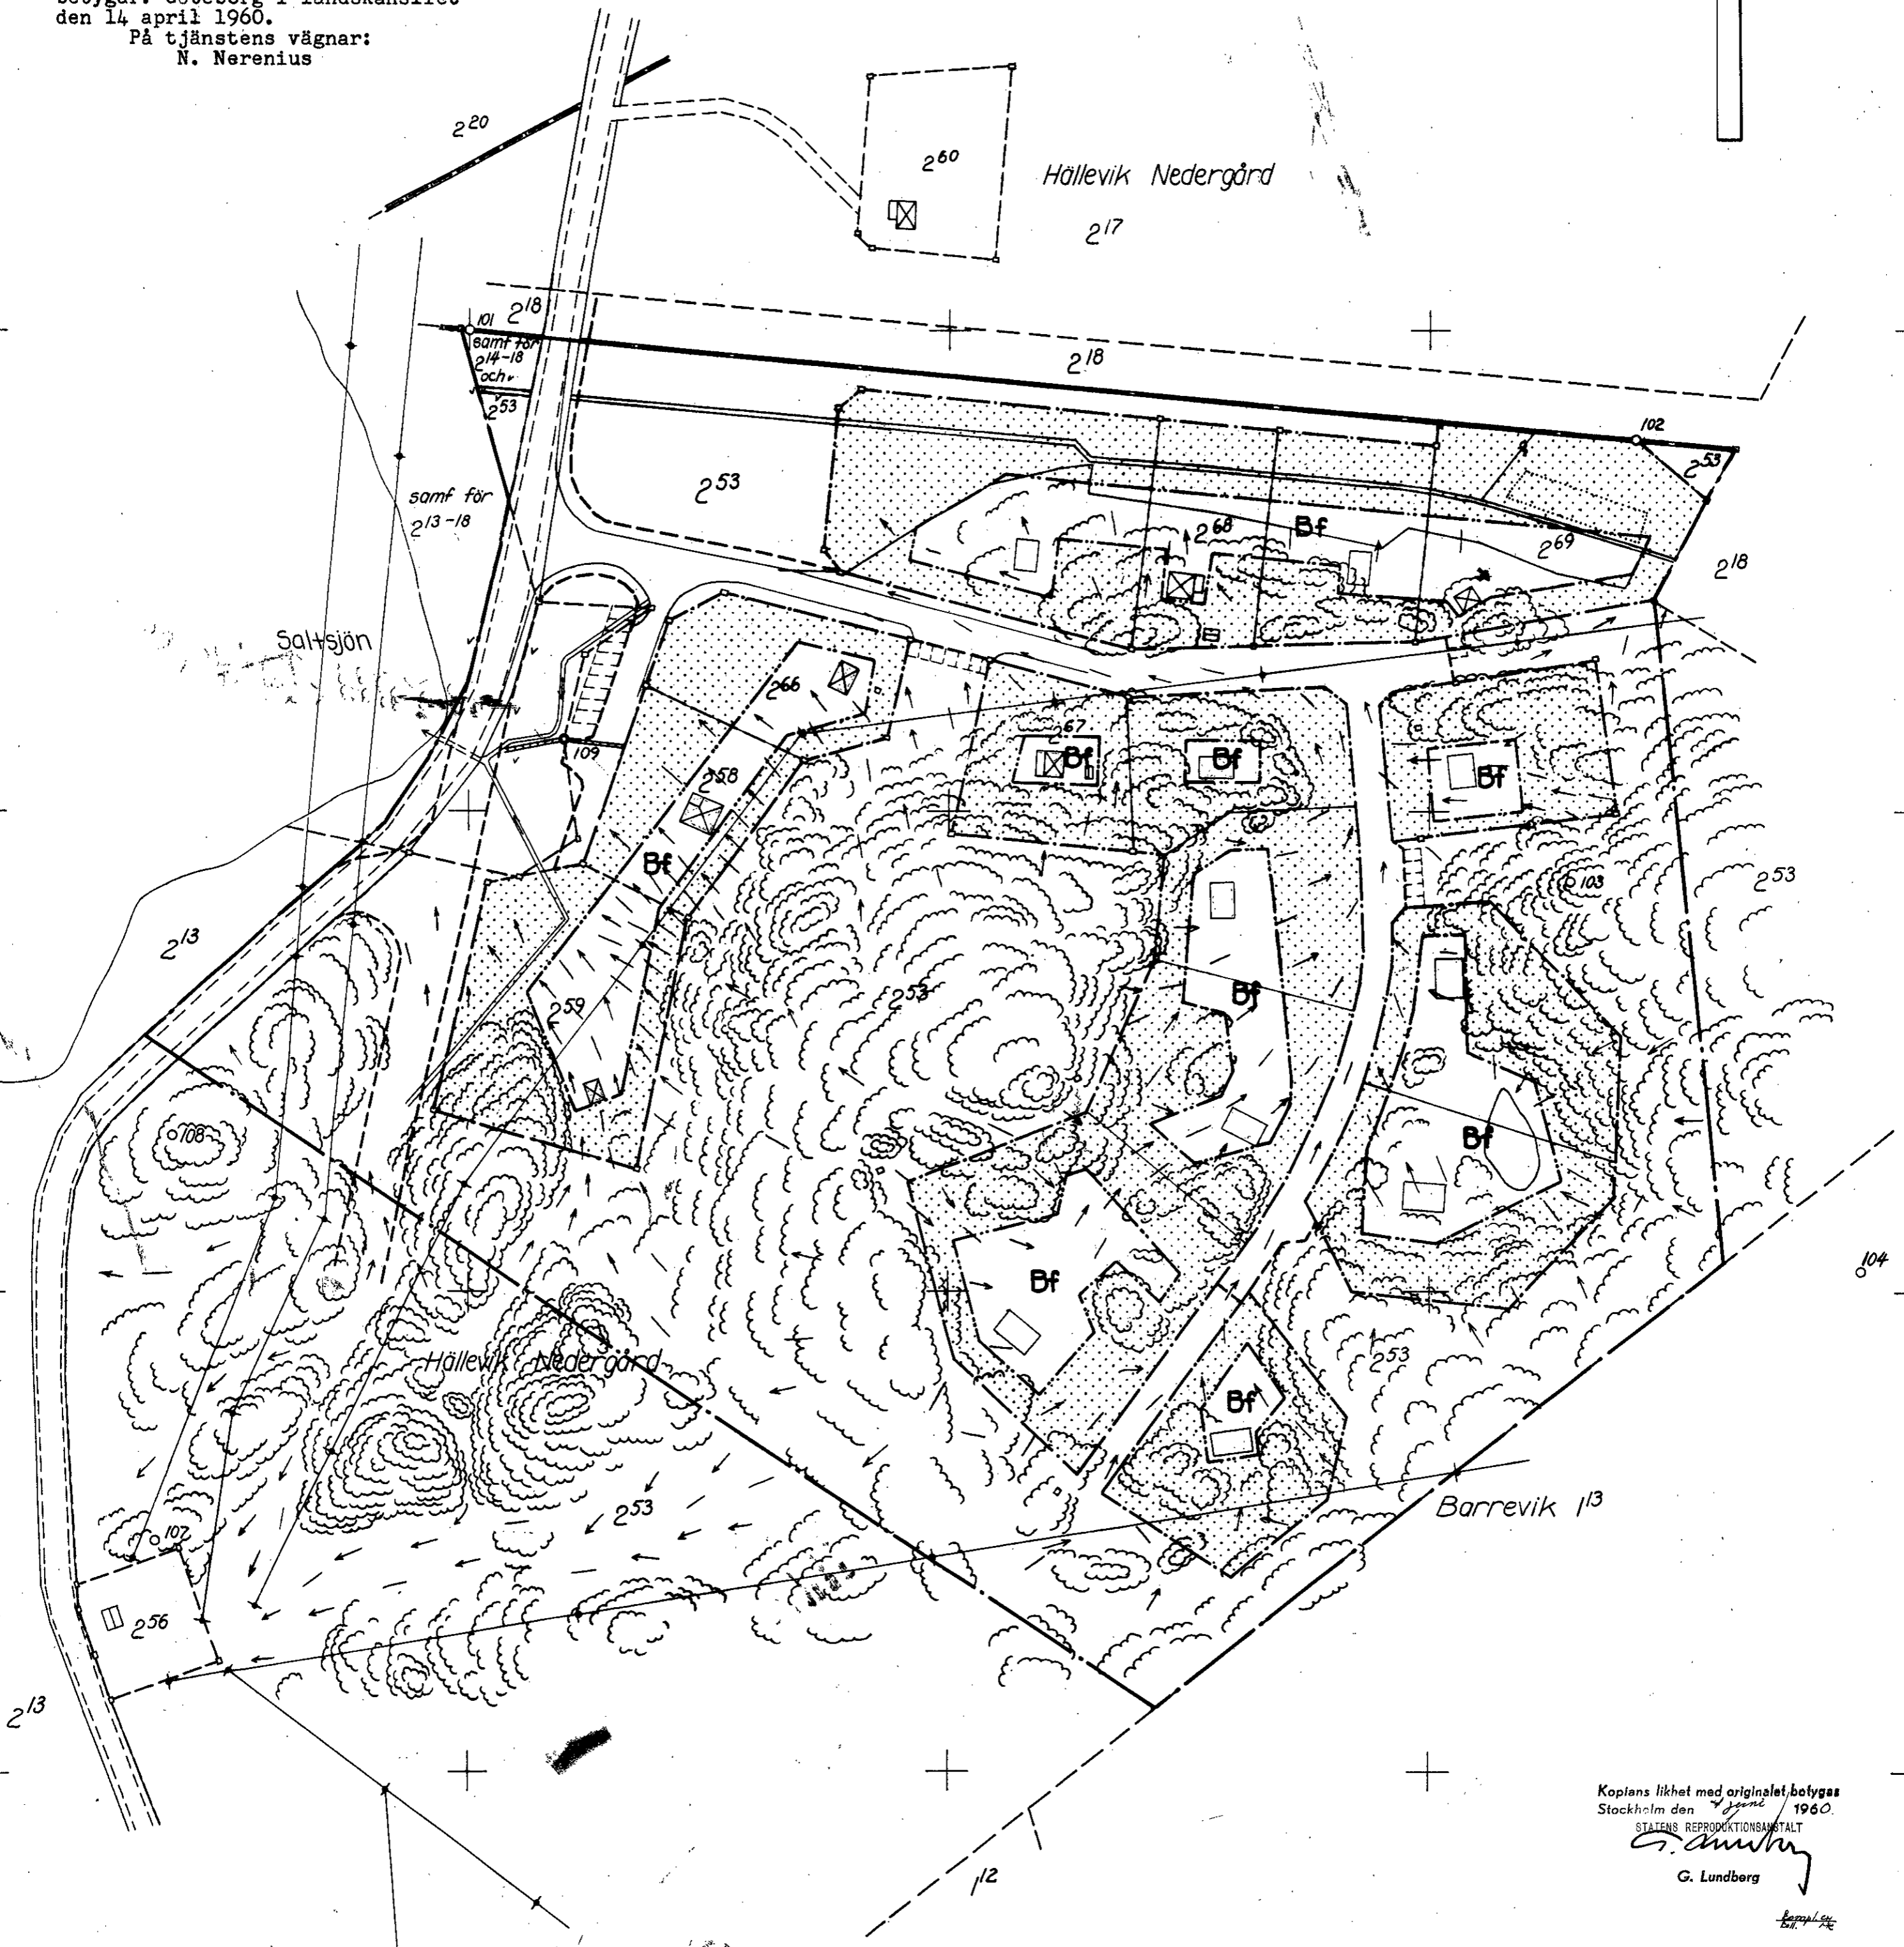 den 14 april 1960.
På tjänstens vägnar:
N. Nerenius
2²⁰
2⁶⁰
Hällevik Nedergård
2¹⁷
101
2¹⁸
samf för
2¹⁴⁻¹⁸
och
2⁵³
2¹⁸
102
2⁵³
2⁵³
samf för
2¹³⁻¹⁸
2⁶⁸
Bf
2⁶⁹
2¹⁸
Saltsjön
2⁶⁶
2⁶⁷
Bf
Bf
Bf
109
2⁵⁸
Bf
103
2⁵³
2¹³
2⁵⁹
2⁵³
Bf
108
Bf
104
Bf
Hällevik Nedergård
2⁵³
Bf
2⁵³
Barrevik 1¹³
107
2⁵⁶
2¹³
1¹²
Kopians likhet med originalet betygas
Stockholm den 4 juni 1960.
STATENS REPRODUKTIONSANSTALT
G. Lundberg
G. Lundberg